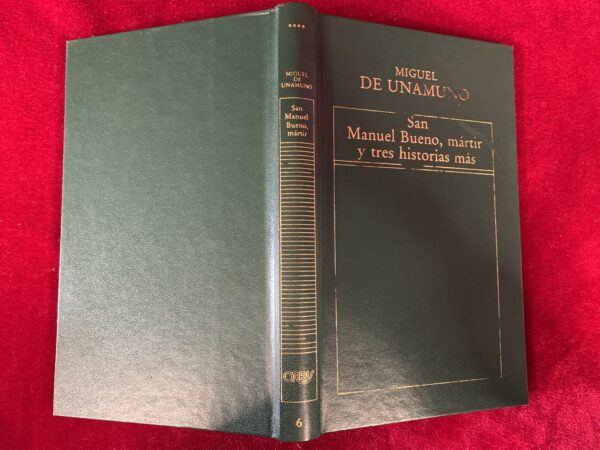 MIGUEL
DE
UNAMUNO
San
Manuel
Bueno,
mártir
6
MIGUEL
DE UNAMUNO
San
Manuel Bueno, mártir
y tres historias más